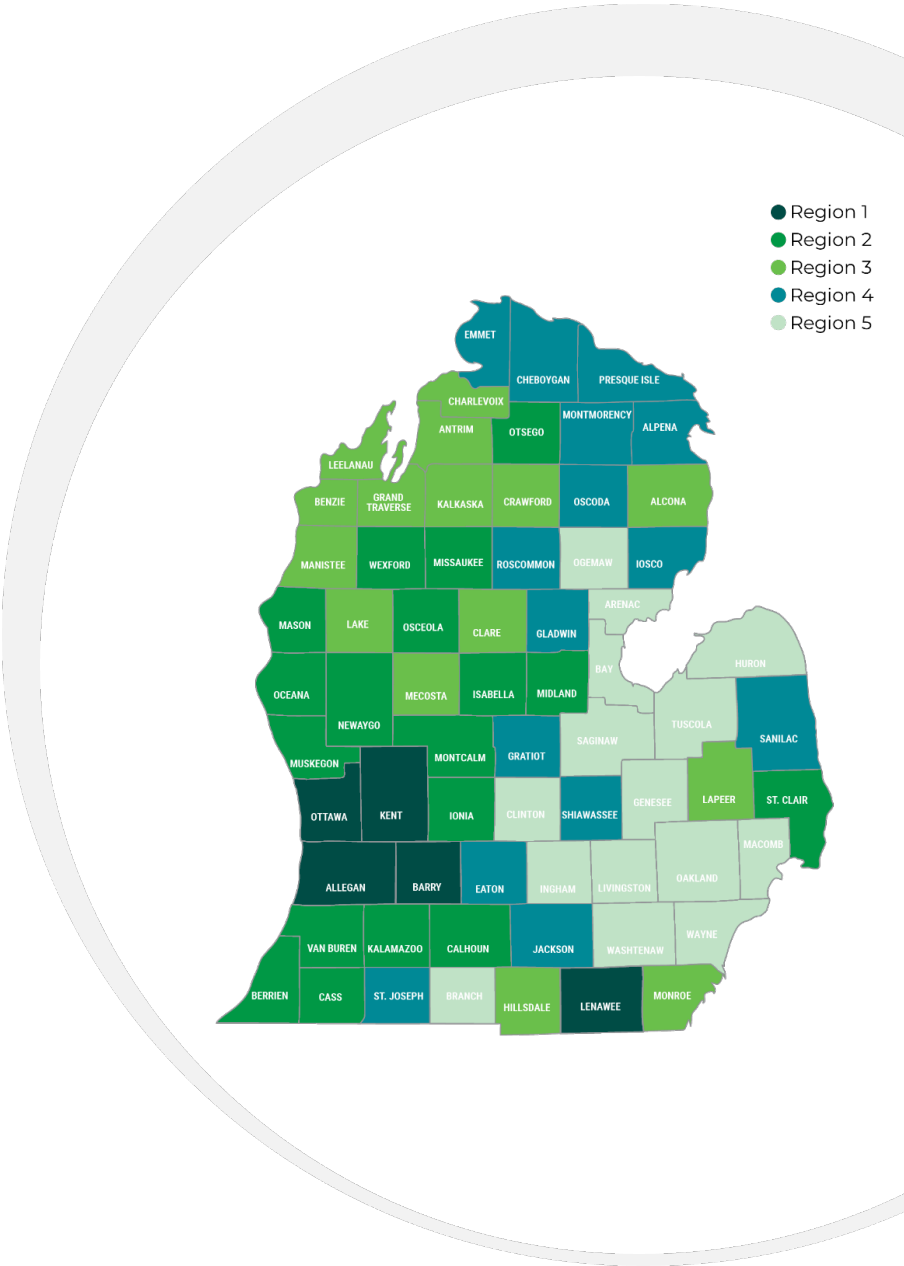 Region 1
Region 2
Region 3
Region 4
Region 5
EMMET
CHEBOYGAN
PRESQUE ISLE
CHARLEVOIX
MONTMORENCY
ANTRIM
OTSEGO
ALPENA
LEELANAU
BENZIE
GRAND
TRAVERSE
KALKASKA
CRAWFORD
OSCODA
ALCONA
MANISTEE
WEXFORD
MISSAUKEE
ROSCOMMON
OGEMAW
IOSCO
ARENAC
MASON
LAKE
OSCEOLA
CLARE
GLADWIN
BAY
HURON
OCEANA
NEWAYGO
MECOSTA
ISABELLA
MIDLAND
TUSCOLA
SANILAC
MUSKEGON
MONTCALM
GRATIOT
SAGINAW
OTTAWA
KENT
IONIA
CLINTON
SHIAWASSEE
GENESEE
LAPEER
ST. CLAIR
MACOMB
ALLEGAN
BARRY
EATON
INGHAM
LIVINGSTON
OAKLAND
VAN BUREN
KALAMAZOO
CALHOUN
JACKSON
WASHTENAW
WAYNE
BERRIEN
CASS
ST. JOSEPH
BRANCH
HILLSDALE
LENAWEE
MONROE